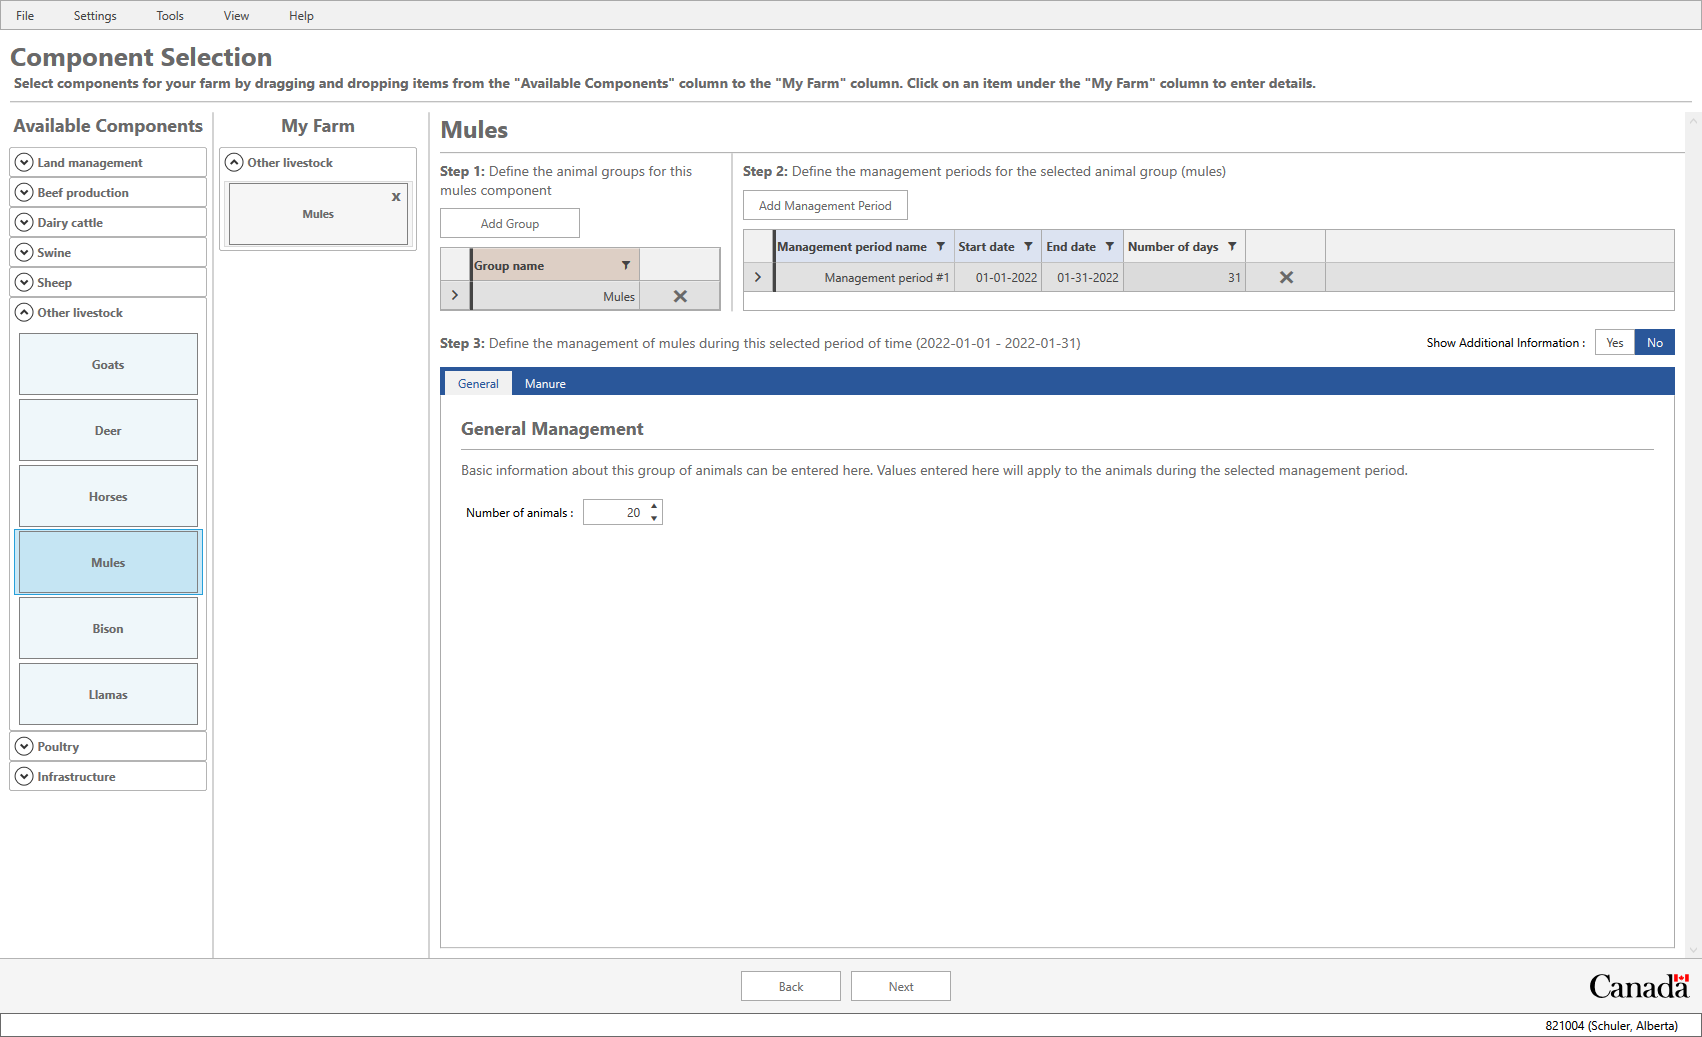 File Settings Tools View Help
Component Selection
Select components for your farm by dragging and dropping items from the "Available Components" column to the "My Farm" column. Click on an item under the "My Farm" column to enter details.
Available Components
Land management
Beef production
Dairy cattle
Swine
Sheep
Other livestock
Goats
Deer
Horses
Mules
Bison
Llamas
Poultry
Infrastructure
My Farm
Other livestock
Mules x
Mules
Step 1: Define the animal groups for this
mules component
Add Group
Group name
Mules
Step 2: Define the management periods for the selected animal group (mules)
Add Management Period
Management period name Start date End date Number of days
Management period #1 01-01-2022 01-31-2022 31
Step 3: Define the management of mules during this selected period of time (2022-01-01 - 2022-01-31)
Show Additional Information : Yes No
General Manure
General Management
Basic information about this group of animals can be entered here. Values entered here will apply to the animals during the selected management period.
Number of animals : 20
Back Next
Canada
821004 (Schuler, Alberta)